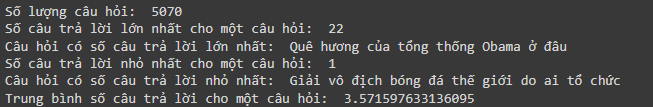 Số lượng câu hỏi:  5070
Số câu trả lời lớn nhất cho một câu hỏi:  22
Câu hỏi có số câu trả lời lớn nhất:  Quê hương của tổng thống Obama ở đâu
Số câu trả lời nhỏ nhất cho một câu hỏi:  1
Câu hỏi có số câu trả lời nhỏ nhất:  Giải vô địch bóng đá thế giới do ai tổ chức
Trung bình số câu trả lời cho một câu hỏi:  3.571597633136095